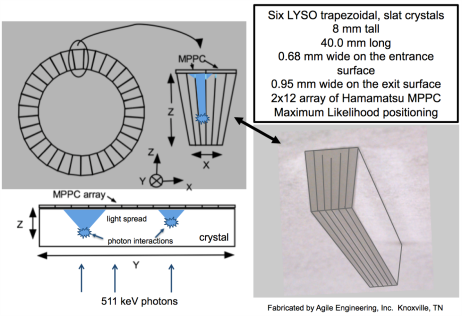 Six LYSO trapezoidal, slat crystals
8 mm tall
40.0 mm long
0.68 mm wide on the entrance
surface
0.95 mm wide on the exit surface
2x12 array of Hamamatsu MPPC
Maximum Likelihood positioning
MPPC
Z
X
Z
Y
X
MPPC array
light spread
Z
photon interactions
crystal
Y
511 keV photons
Fabricated by Agile Engineering, Inc. Knoxville, TN